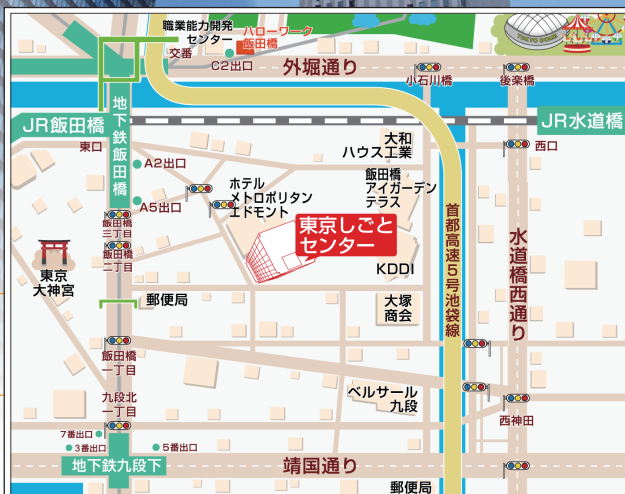 職業能力開発
センター
ハローワーク
飯田橋
交番
C2出口
外堀通り
小石川橋
後楽橋
TOKYO DOME
地下鉄飯田橋
JR飯田橋
JR水道橋
東口
西口
大和
ハウス工業
A2出口
飯田橋
アイガーデン
テラス
ホテル
メトロポリタン
エドモント
A5出口
飯田橋
三丁目
東京しごと
センター
首都高速5号池袋線
水道橋西通り
飯田橋
二丁目
東京
大神宮
KDDI
郵便局
大塚
商会
飯田橋
一丁目
九段北
一丁目
ベルサール
九段
西神田
7番出口
3番出口
5番出口
地下鉄九段下
靖国通り
郵便局